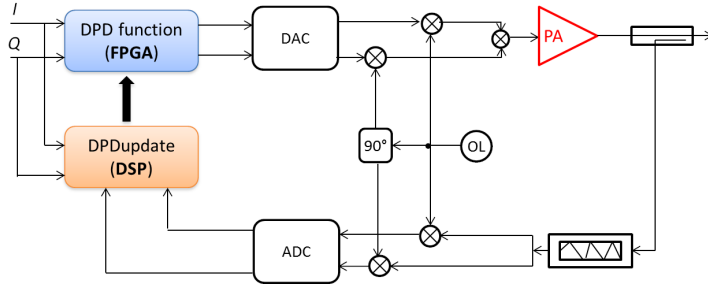 I
Q
DPD function
(FPGA)
DAC
PA
DPDupdate
(DSP)
90°
OL
ADC